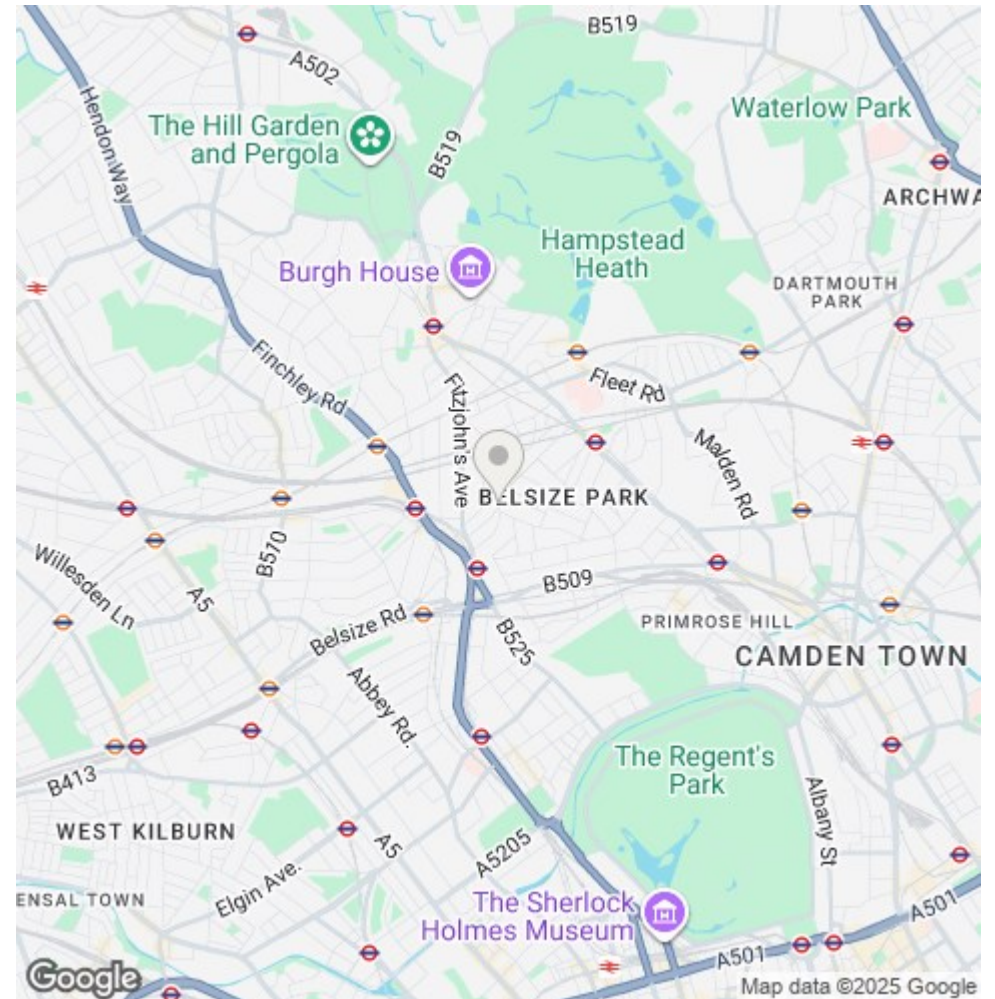 B519
A502
Waterlow Park
Hendon Way
The Hill Garden
and Pergola
B519
ARCHWA
Hampstead
Heath
Burgh House
DARTMOUTH
PARK
Finchley Rd
Fitzjohn's Ave
Fleet Rd
Malden Rd
BELSIZE PARK
B510
Willesden Ln
A5
B509
PRIMROSE HILL
Belsize Rd
B525
CAMDEN TOWN
Abbey Rd.
The Regent's
Park
B413
Albany St
WEST KILBURN
A5
A5205
Elgin Ave.
ENSAL TOWN
The Sherlock
Holmes Museum
A501
A501
Google
Map data ©2025 Google